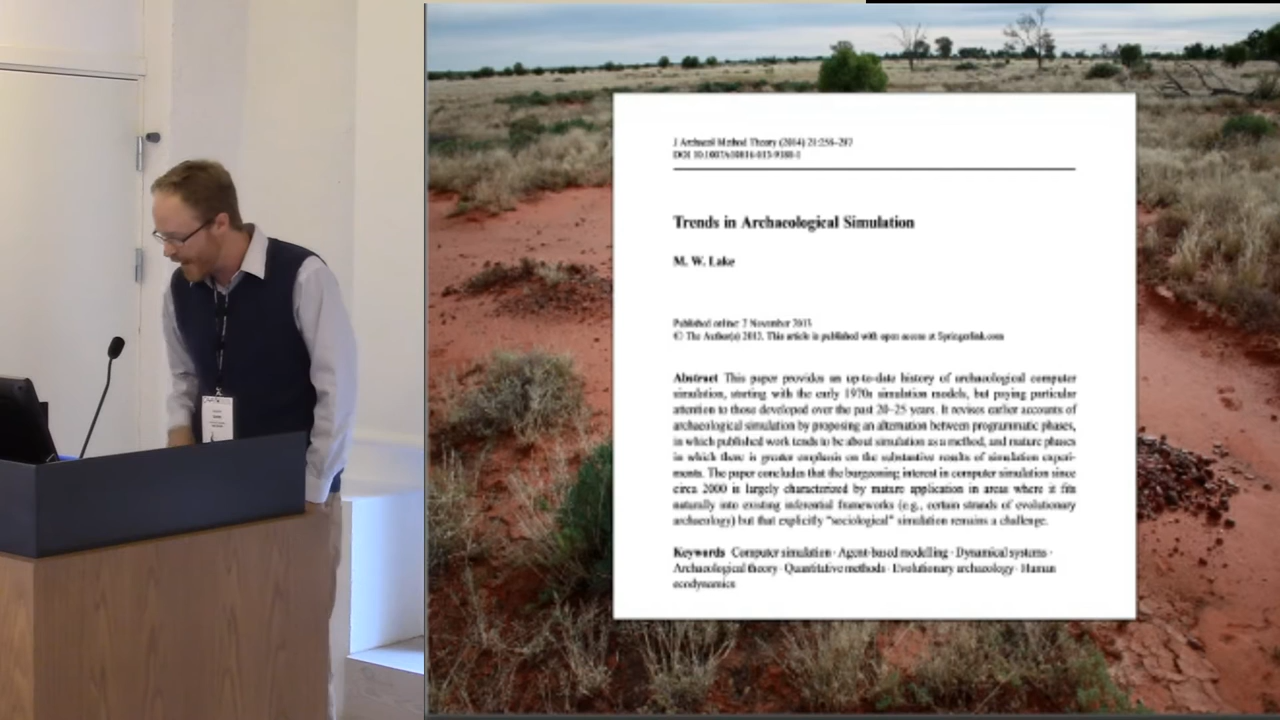 J Archaeol Method Theory (2014) 21:258–287
DOI 10.1007/s10816-013-9188-1
Trends in Archaeological Simulation
M. W. Lake
Published online: 2 November 2013
© The Author(s) 2013. This article is published with open access at Springerlink.com
Abstract This paper provides an up-to-date history of archaeological computer
simulation, starting with the early 1970s simulation models, but paying particular
attention to those developed over the past 20–25 years. It revises earlier accounts of
archaeological simulation by proposing an alternation between programmatic phases,
in which published work tends to be about simulation as a method, and mature phases
in which there is greater emphasis on the substantive results of simulation experi-
ments. The paper concludes that the burgeoning interest in computer simulation since
circa 2000 is largely characterized by mature application in areas where it fits
naturally into existing inferential frameworks (e.g., certain strands of evolutionary
archaeology) but that explicitly “sociological” simulation remains a challenge.
Keywords Computer simulation · Agent-based modelling · Dynamical systems ·
Archaeological theory · Quantitative methods · Evolutionary archaeology · Human
ecodynamics